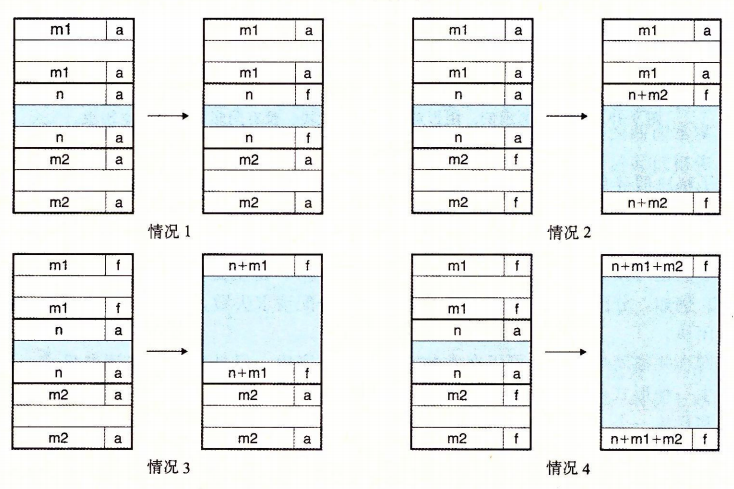 m1 a
m1 a
n a
n a
m2 a
m2 a
m1 a
m1 a
n f
n f
m2 a
m2 a
情况 1
m1 a
m1 a
n a
n a
m2 f
m2 f
m1 a
m1 a
n+m2 f
n+m2 f
情况 2
m1 f
m1 f
n a
n a
m2 a
m2 a
n+m1 f
n+m1 f
m2 a
m2 a
情况 3
m1 f
m1 f
n a
n a
m2 f
m2 f
n+m1+m2 f
n+m1+m2 f
情况 4